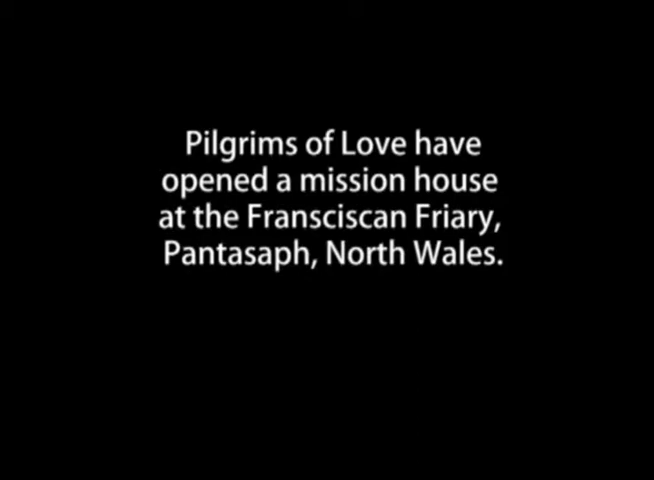 Pilgrims of Love have
opened a mission house
at the Fransciscan Friary,
Pantasaph, North Wales.